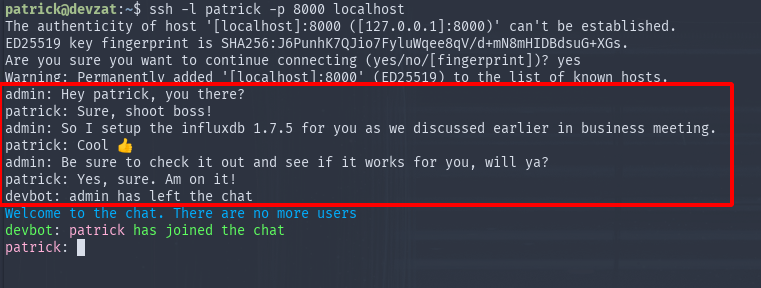 patrick@devzat:~$ ssh -l patrick -p 8000 localhost
The authenticity of host '[localhost]:8000 ([127.0.0.1]:8000)' can't be established.
ED25519 key fingerprint is SHA256:J6PunhK7QJio7FyluWqee8qV/d+mN8mHIDBdsuG+XGs.
Are you sure you want to continue connecting (yes/no/[fingerprint])? yes
Warning: Permanently added '[localhost]:8000' (ED25519) to the list of known hosts.
admin: Hey patrick, you there?
patrick: Sure, shoot boss!
admin: So I setup the influxdb 1.7.5 for you as we discussed earlier in business meeting.
patrick: Cool 👍
admin: Be sure to check it out and see if it works for you, will ya?
patrick: Yes, sure. Am on it!
devbot: admin has left the chat
Welcome to the chat. There are no more users
devbot: patrick has joined the chat
patrick: